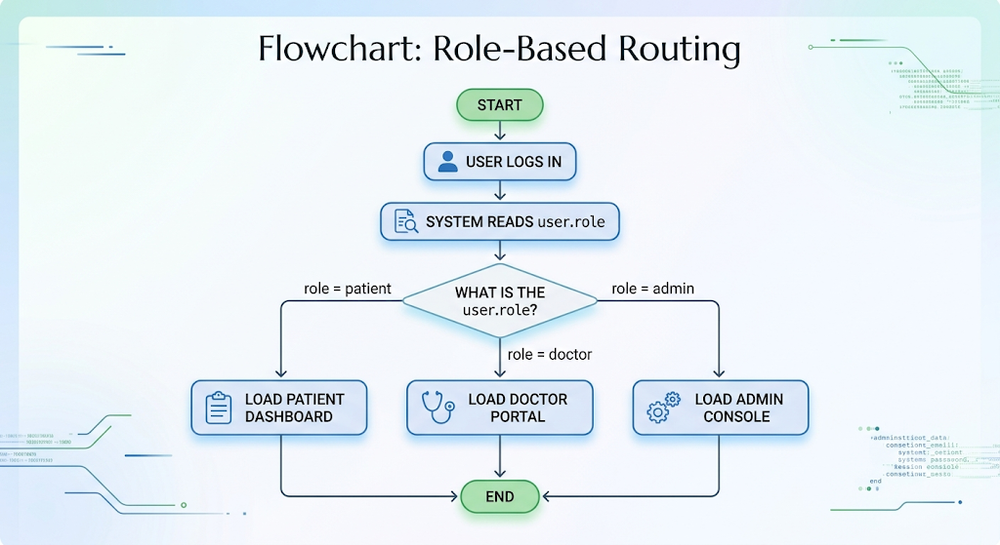 Flowchart: Role-Based Routing
START
USER LOGS IN
SYSTEM READS user.role
WHAT IS THE
user.role?
role = patient
role = admin
role = doctor
LOAD PATIENT
DASHBOARD
LOAD DOCTOR
PORTAL
LOAD ADMIN
CONSOLE
END
end